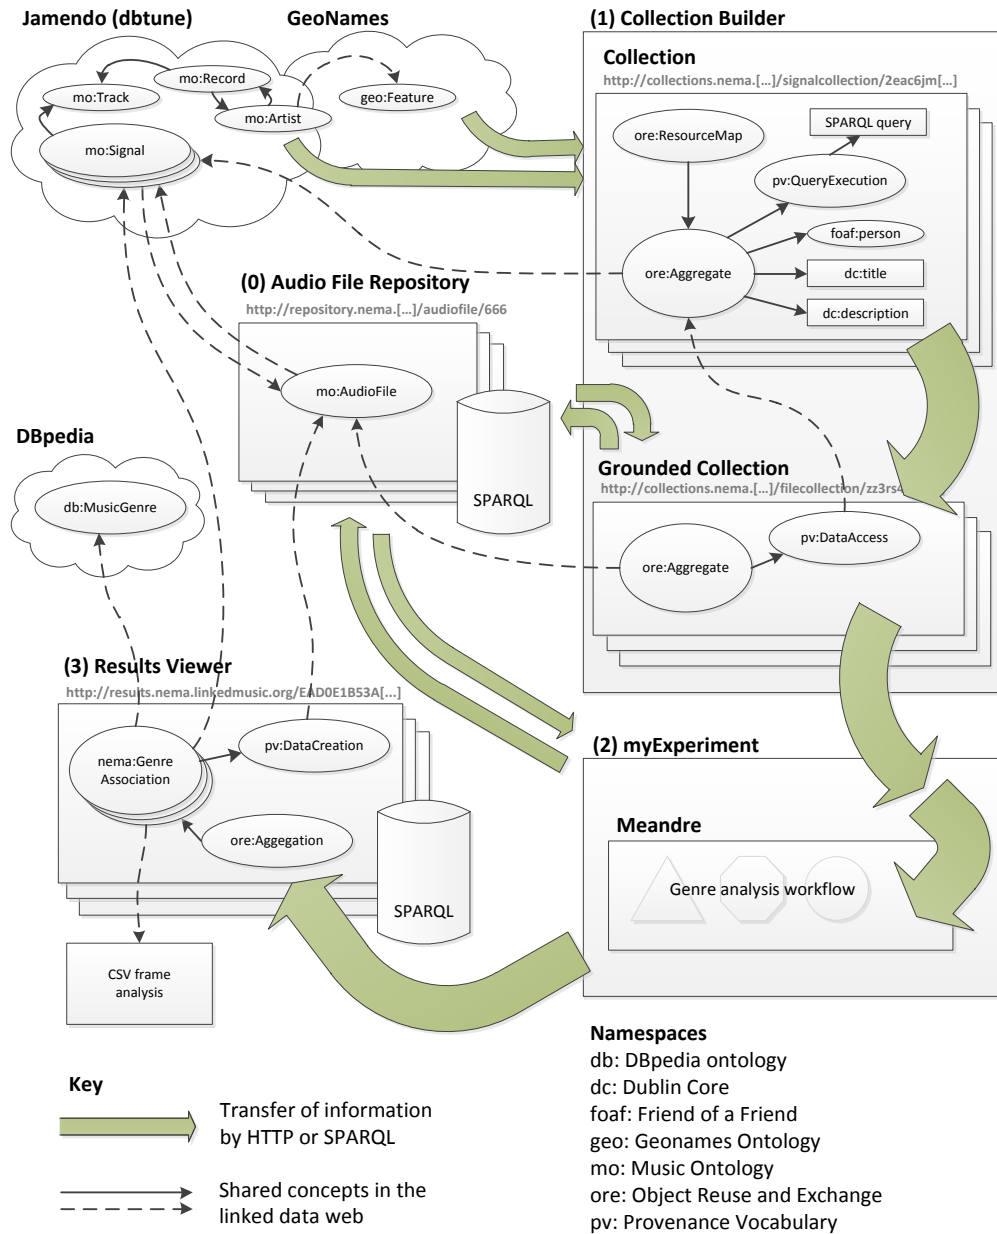 Jamendo (dbtune)
GeoNames
(1) Collection Builder
Collection
http://collections.nema.[...]/signalcollection/2eac6jm[...]
mo:Record
mo:Track
mo:Artist
mo:Signal
geo:Feature
ore:ResourceMap
SPARQL query
pv:QueryExecution
foaf:person
ore:Aggregate
dc:title
dc:description
(0) Audio File Repository
http://repository.nema.[...]/audiofile/666
mo:AudioFile
SPARQL
DBpedia
db:MusicGenre
Grounded Collection
http://collections.nema.[...]/filecollection/zz3rs4
pv:DataAccess
ore:Aggregate
(3) Results Viewer
http://results.nema.linkedmusic.org/EAD0E1B53A[...]
nema:Genre
Association
pv:DataCreation
ore:Aggegation
SPARQL
CSV frame
analysis
(2) myExperiment
Meandre
Genre analysis workflow
Key
Transfer of information
by HTTP or SPARQL
Shared concepts in the
linked data web
Namespaces
db: DBpedia ontology
dc: Dublin Core
foaf: Friend of a Friend
geo: Geonames Ontology
mo: Music Ontology
ore: Object Reuse and Exchange
pv: Provenance Vocabulary